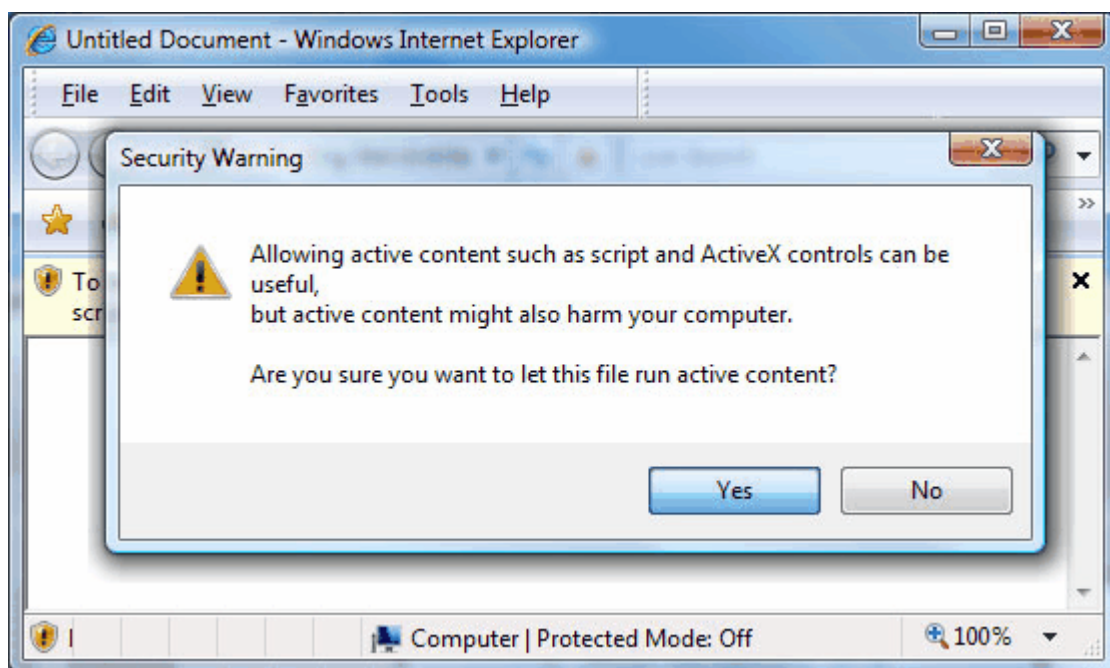 Untitled Document - Windows Internet Explorer
File Edit View Favorites Tools Help
Security Warning
To
scr
Allowing active content such as script and ActiveX controls can be
useful,
but active content might also harm your computer.
Are you sure you want to let this file run active content?
Yes No
Computer | Protected Mode: Off 100%